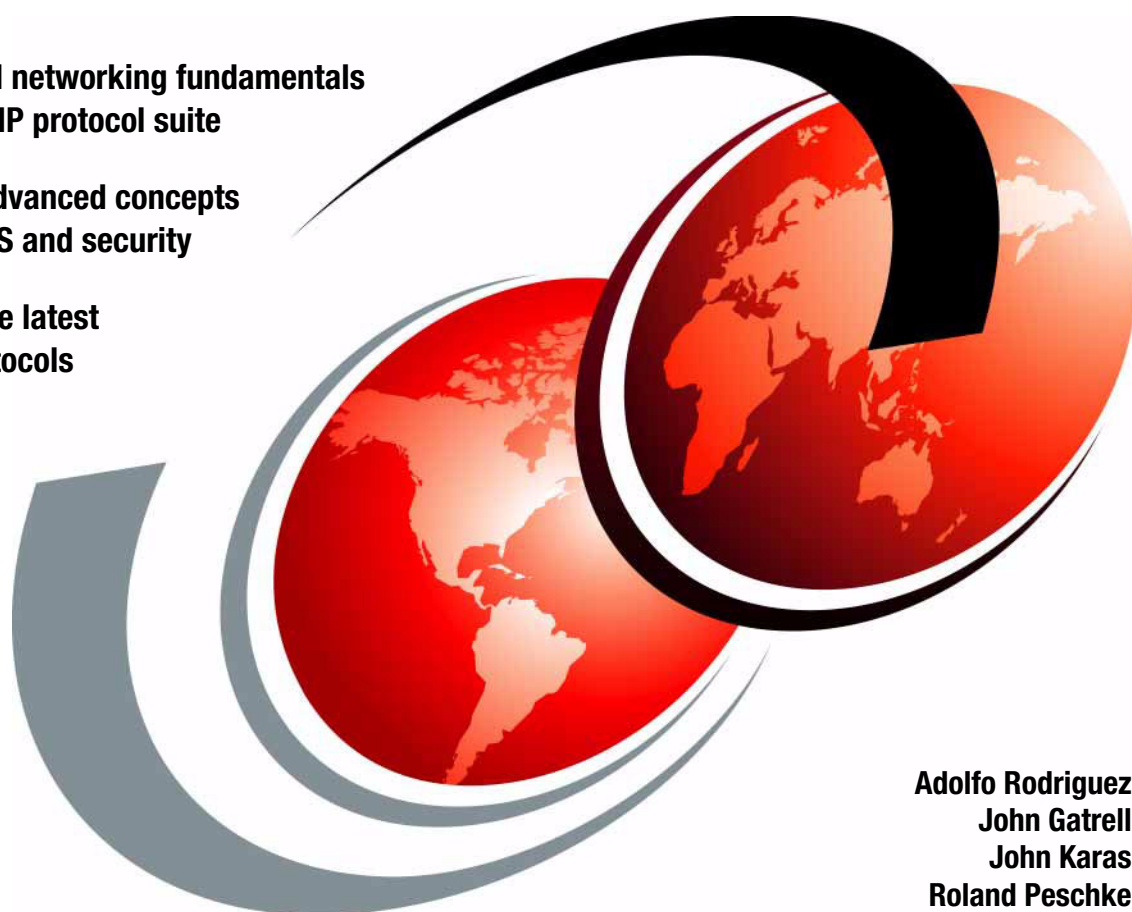 networking fundamentals
IP protocol suite
dvanced concepts
S and security
e latest
tocols
Adolfo Rodriguez
John Gatrell
John Karas
Roland Peschke